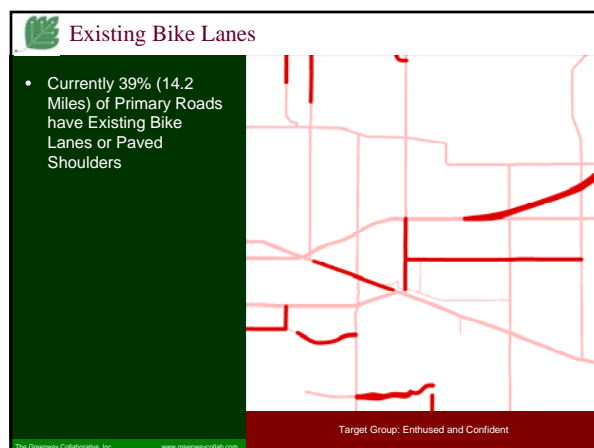 Existing Bike Lanes
• Currently 39% (14.2
Miles) of Primary Roads
have Existing Bike
Lanes or Paved
Shoulders
Target Group: Enthused and Confident
The Greenway Collaborative, Inc. www.greenwaycollab.com